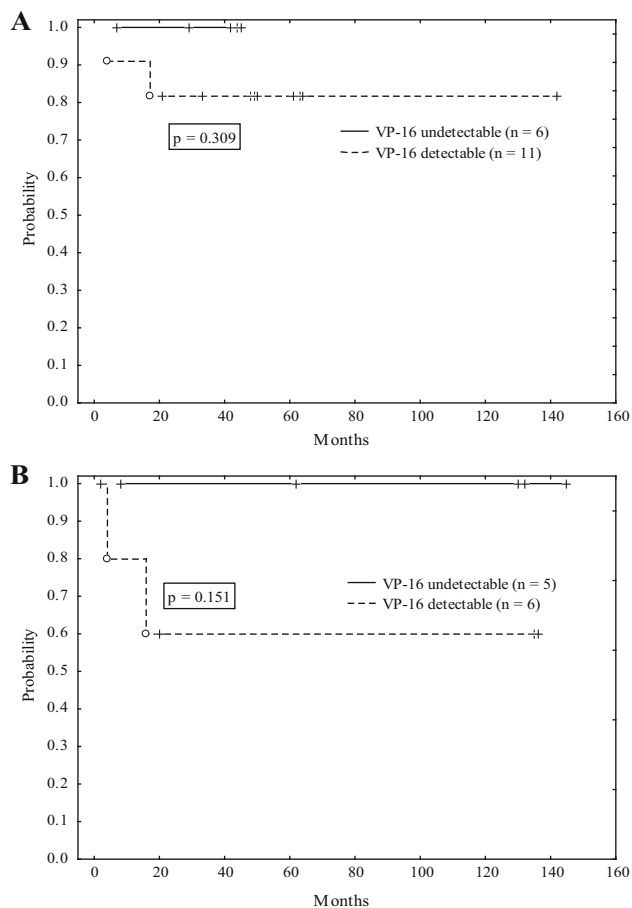 A
1.0
0.9
0.8
0.7
0.6
0.5
0.4
0.3
0.2
0.1
0.0
Probability
p = 0.309
VP-16 undetectable (n = 6)
VP-16 detectable (n = 11)
0 20 40 60 80 100 120 140 160
Months
B
1.0
0.9
0.8
0.7
0.6
0.5
0.4
0.3
0.2
0.1
0.0
Probability
p = 0.151
VP-16 undetectable (n = 5)
VP-16 detectable (n = 6)
0 20 40 60 80 100 120 140 160
Months